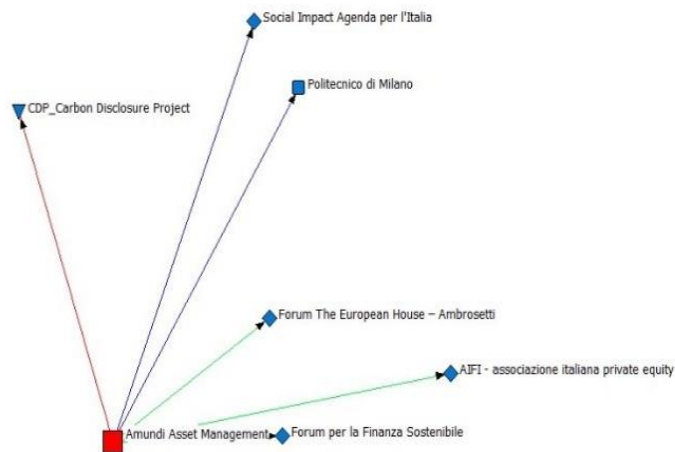 Social Impact Agenda per l'Italia
Politecnico di Milano
CDP_Carbon Disclosure Project
Forum The European House – Ambrosetti
AIFI - associazione italiana private equity
Amundi Asset Management
Forum per la Finanza Sostenibile